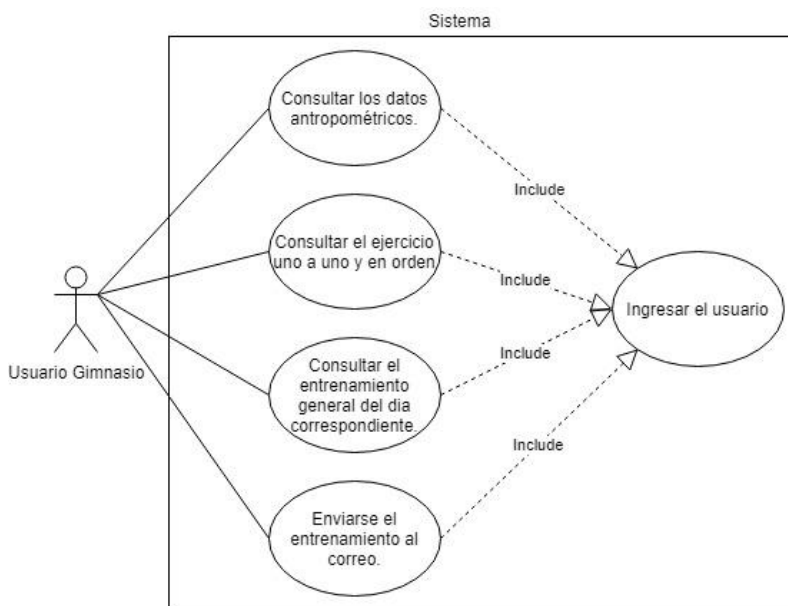 Sistema
Consultar los datos
antropométricos.
Include
Consultar el ejercicio
uno a uno y en orden
Include
Ingresar el usuario
Usuario Gimnasio
Consultar el
entrenamiento
general del dia
correspondiente.
Include
Include
Enviarse el
entrenamiento al
correo.